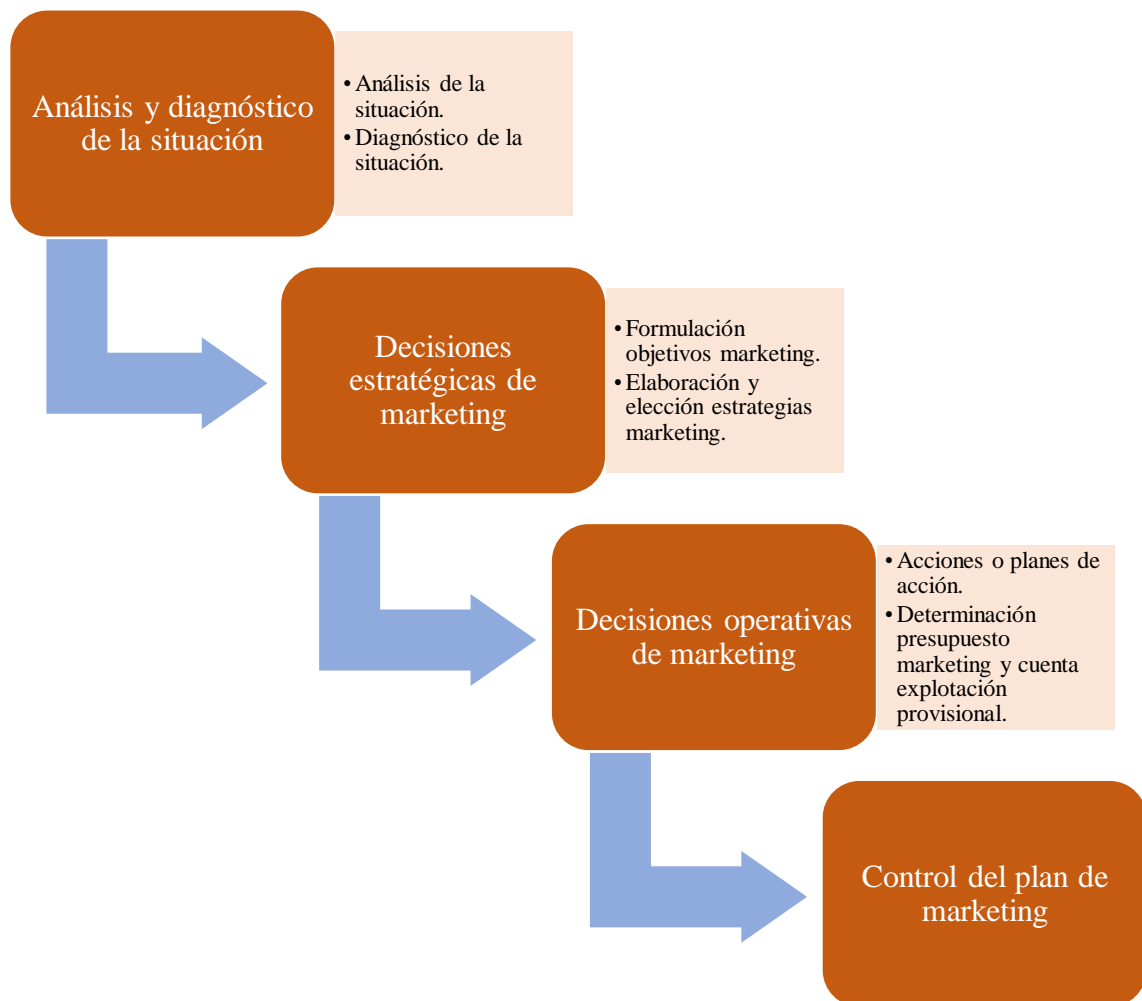 Análisis y diagnóstico
de la situación
• Análisis de la
situación.
• Diagnóstico de la
situación.
Decisiones
estratégicas de
marketing
• Formulación
objetivos marketing.
• Elaboración y
elección estrategias
marketing.
Decisiones operativas
de marketing
• Acciones o planes de
acción.
• Determinación
presupuesto
marketing y cuenta
explotación
provisional.
Control del plan de
marketing